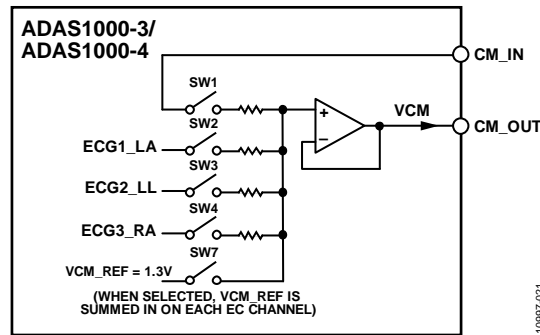 ADAS1000-3/
ADAS1000-4
CM_IN
SW1
+
VCM
CM_OUT
–
SW2
ECG1_LA
SW3
ECG2_LL
SW4
ECG3_RA
SW7
VCM_REF = 1.3V
(WHEN SELECTED, VCM_REF IS
SUMMED IN ON EACH EC CHANNEL)
10997-021